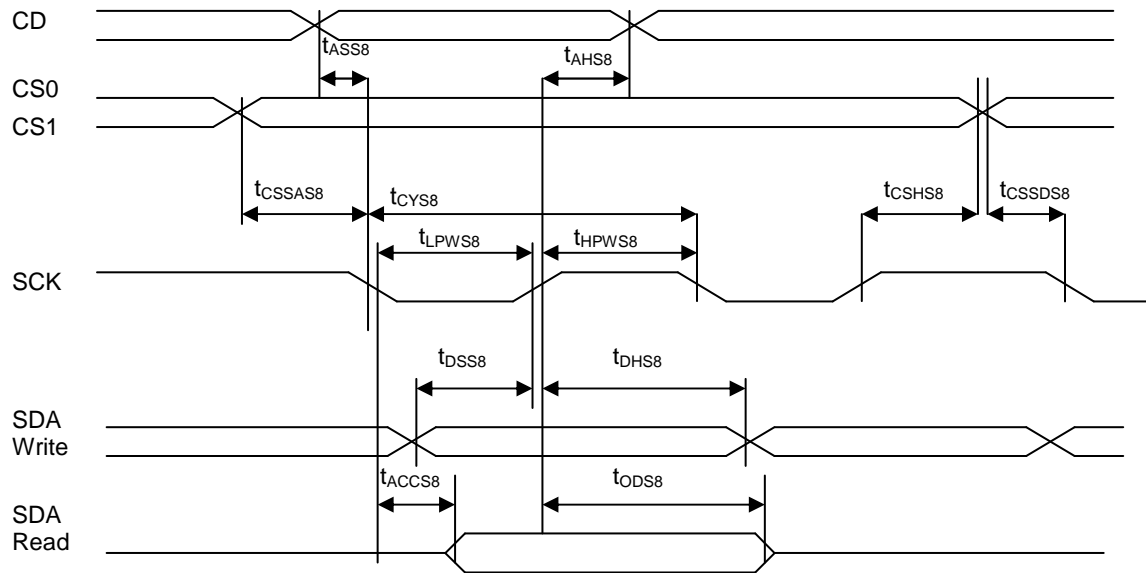 CD
tASS8
tAHS8
CS0
CS1
tCSSAS8
tCYS8
tCSHS8
tCSSDS8
tLPWS8
tHPWS8
SCK
tDSS8
tDHS8
SDA
Write
tACCS8
tODS8
SDA
Read